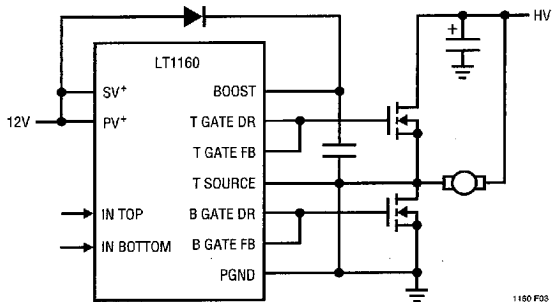 HV
+
LT1160
SV+
BOOST
12V
PV+
T GATE DR
T GATE FB
T SOURCE
IN TOP
B GATE DR
IN BOTTOM
B GATE FB
PGND
1160 F03